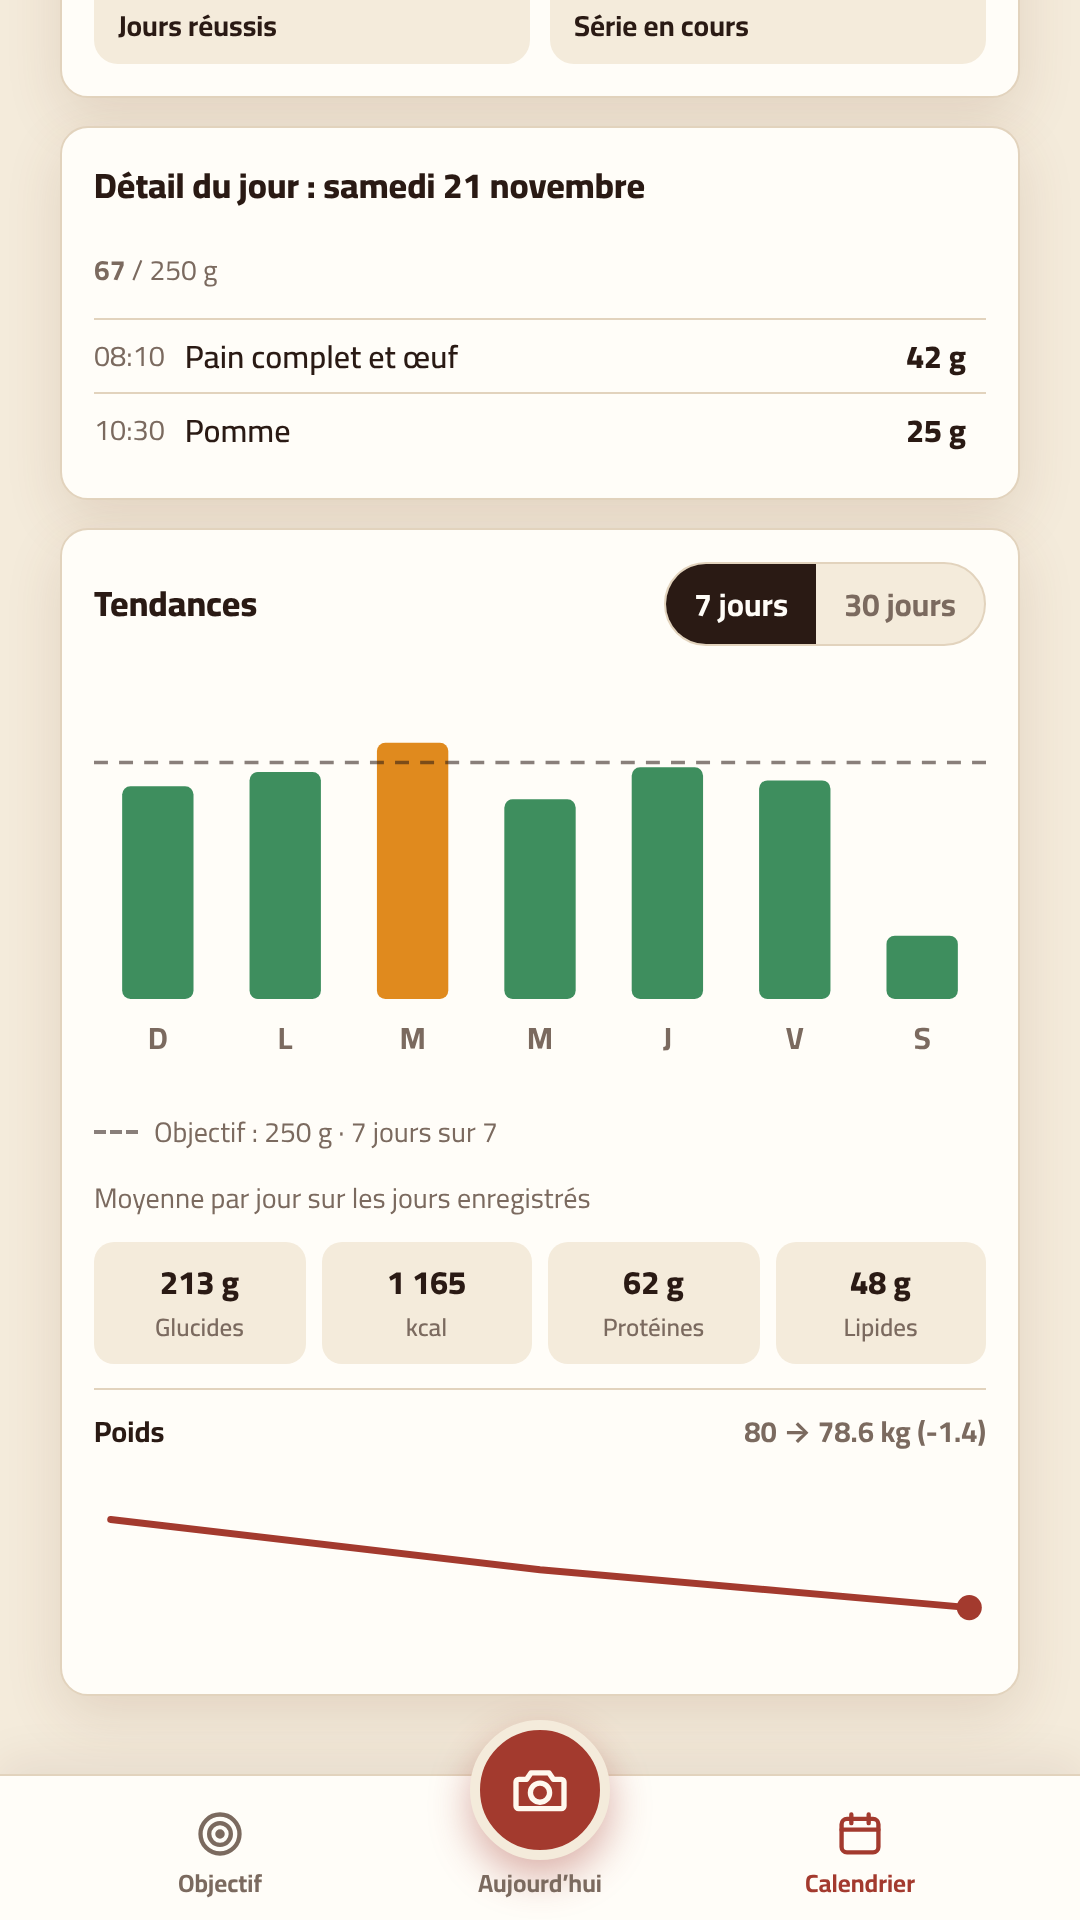 Jours réussis
Série en cours
Détail du jour : samedi 21 novembre
67 / 250 g
08:10 Pain complet et œuf 42 g
10:30 Pomme 25 g
Tendances
7 jours
30 jours
D L M M J V S
Objectif : 250 g · 7 jours sur 7
Moyenne par jour sur les jours enregistrés
213 g
Glucides
1 165
kcal
62 g
Protéines
48 g
Lipides
Poids
80 → 78.6 kg (-1.4)
Objectif
Aujourd’hui
Calendrier